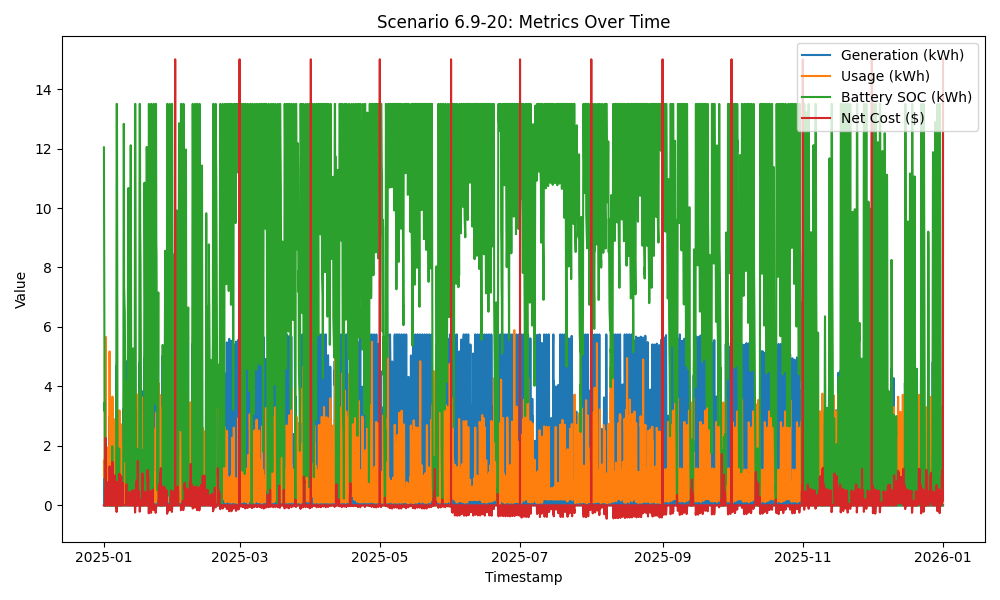 Scenario 6.9-20: Metrics Over Time
Generation (kWh)
Usage (kWh)
Battery SOC (kWh)
Net Cost ($)
Value
14
12
10
8
6
4
2
0
2025-01
2025-03
2025-05
2025-07
2025-09
2025-11
2026-01
Timestamp